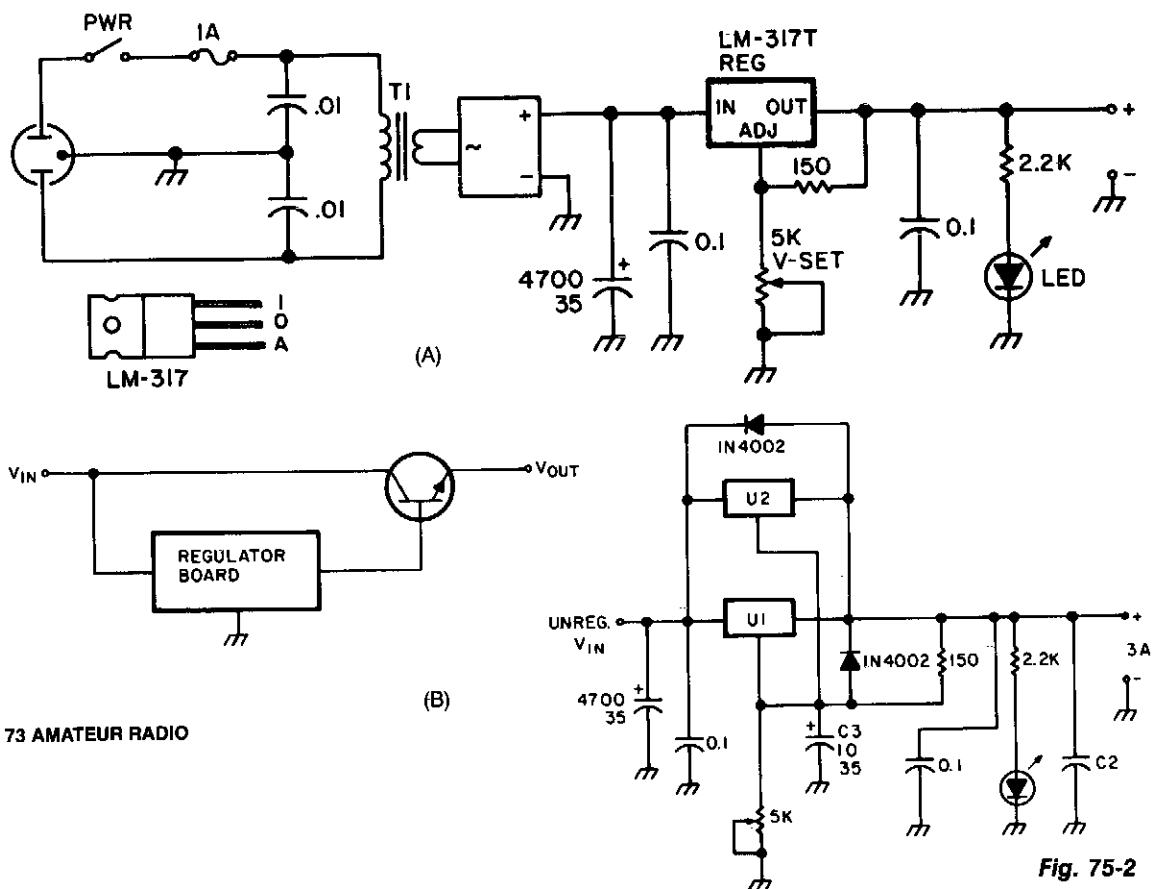 PWR
1A
.01
.01
T1
~
+
-
LM-317T
REG
IN OUT
ADJ
150
4700
35
+
0.1
5K
V-SET
0.1
2.2K
LED
+
-
I
O
A
LM-317
(A)
VIN
VOUT
REGULATOR
BOARD
(B)
73 AMATEUR RADIO
1N4002
U2
UNREG.
VIN
U1
1N4002
150
2.2K
+
3A
-
+
4700
35
0.1
+
C3
10
35
0.1
C2
5K
Fig. 75-2